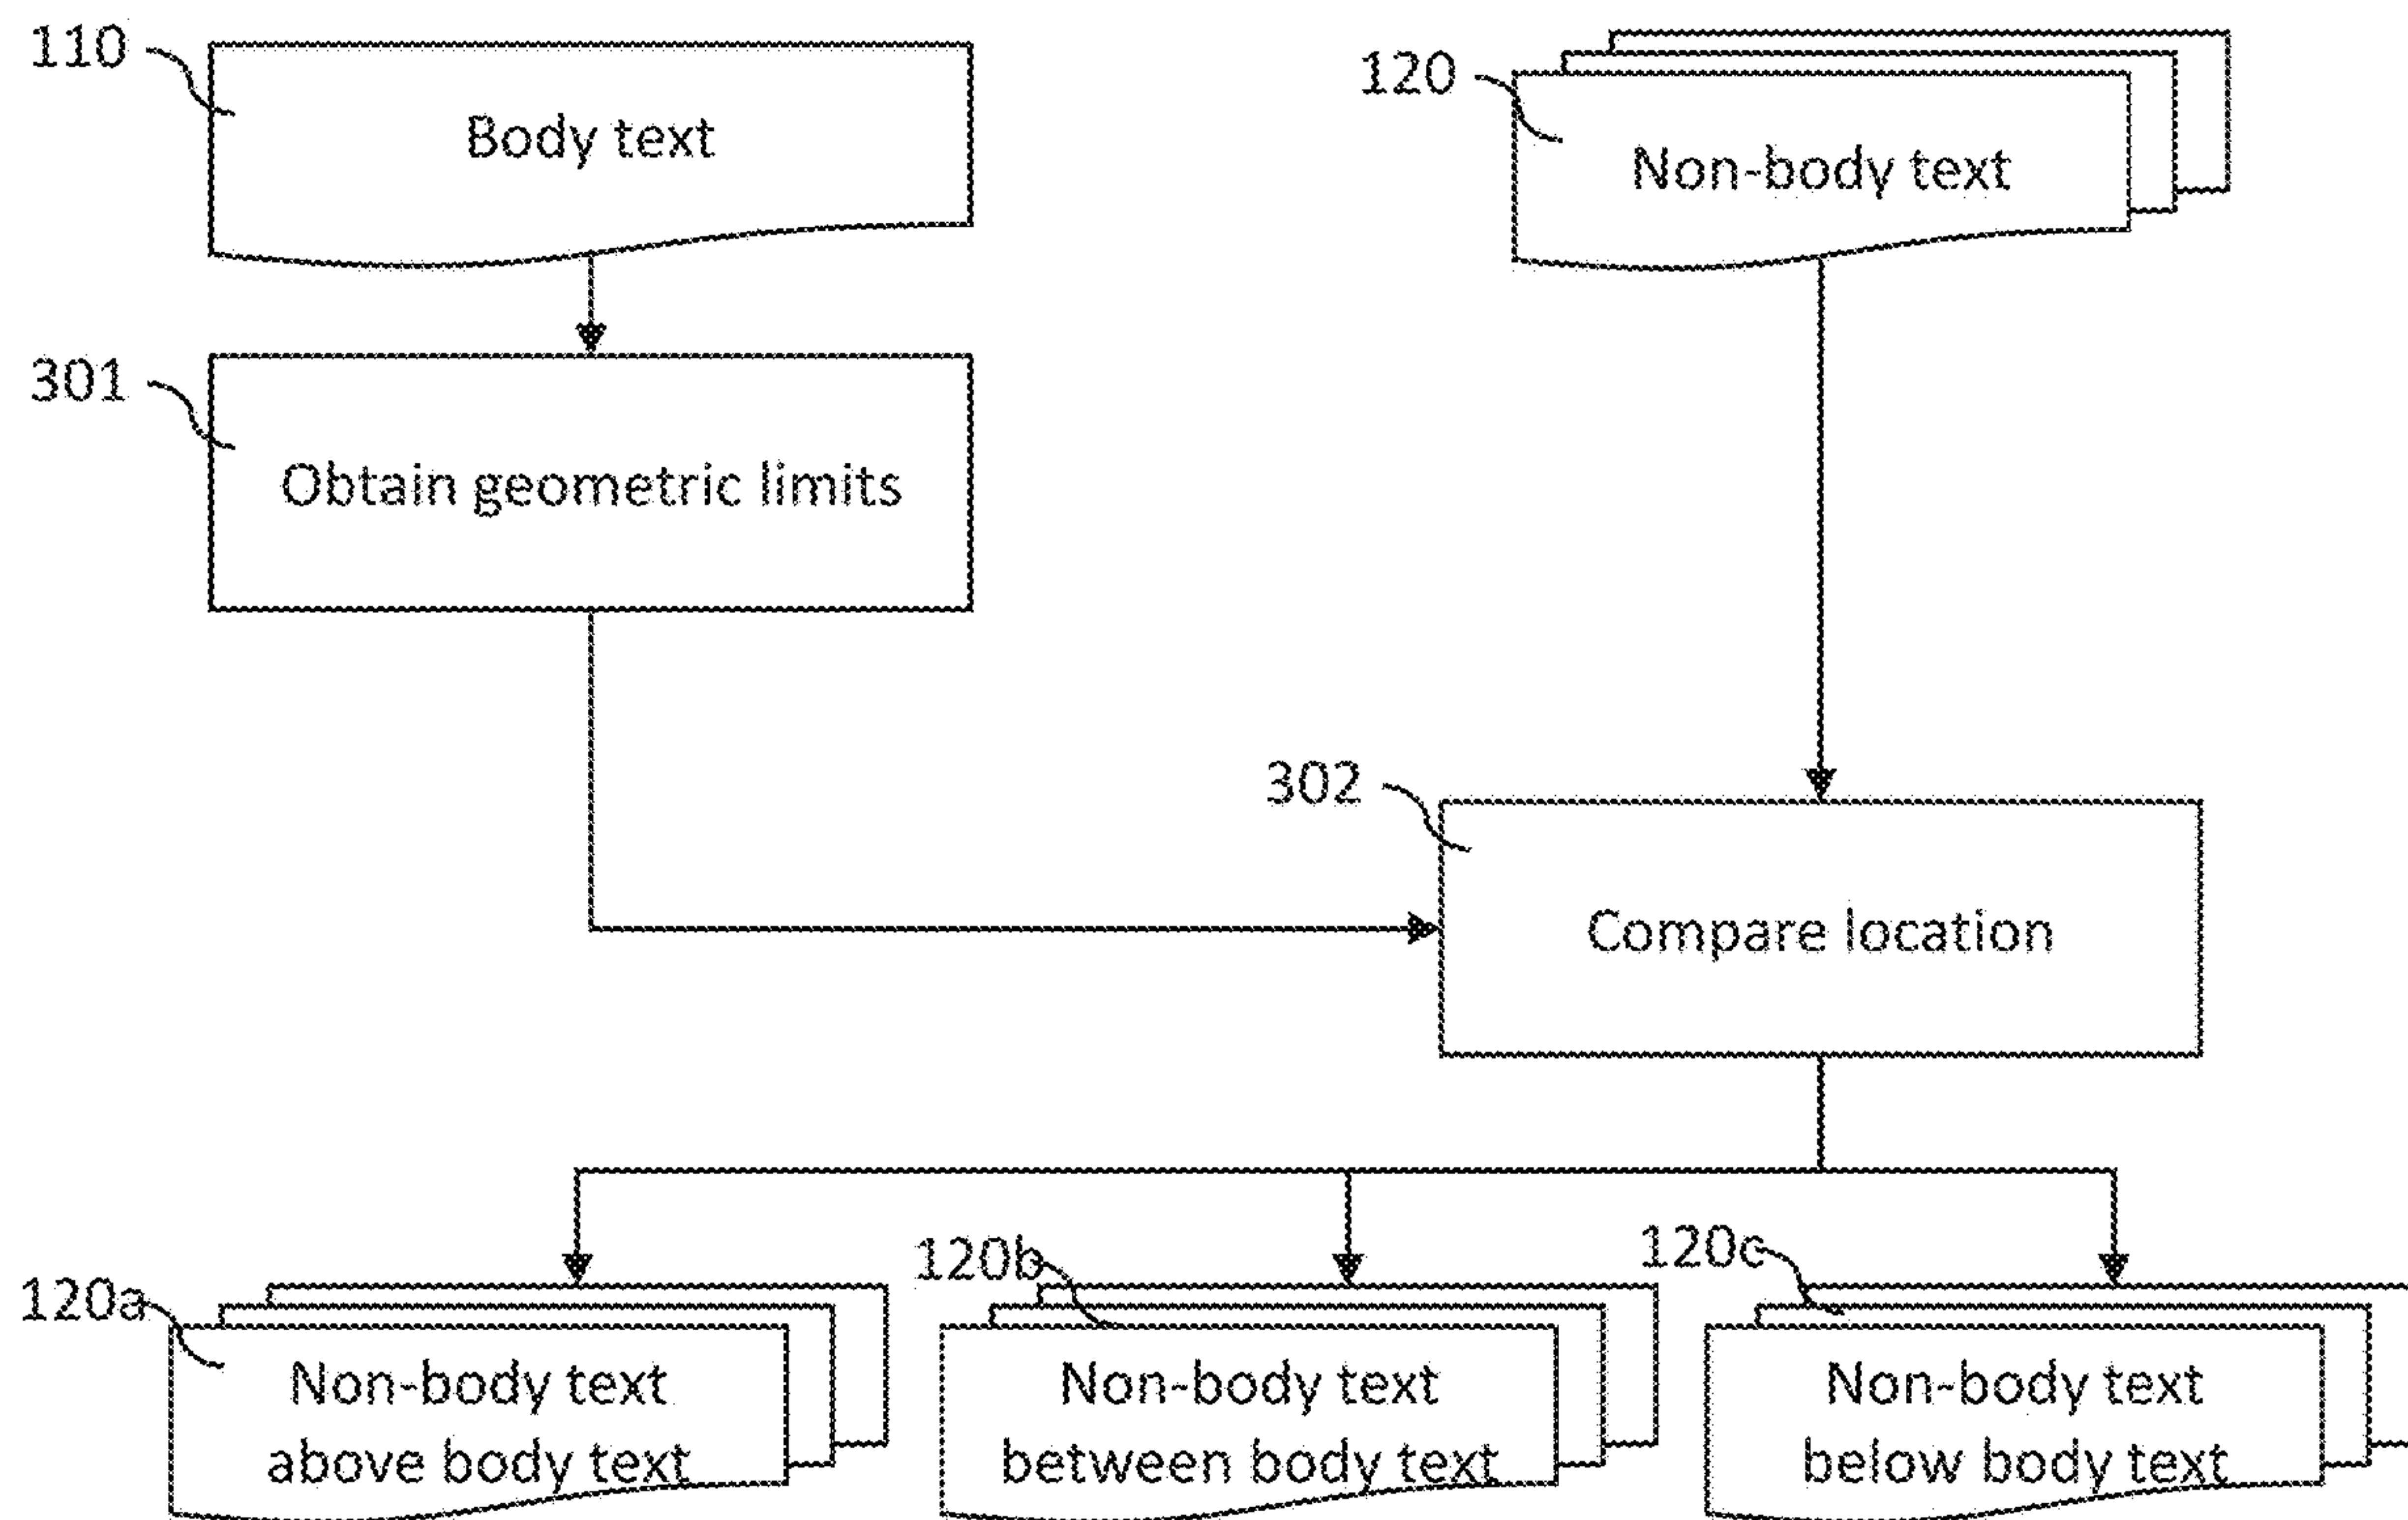 110
Body text
120
Non-body text
301
Obtain geometric limits
302
Compare location
120a
Non-body text
above body text
120b
Non-body text
between body text
120c
Non-body text
below body text